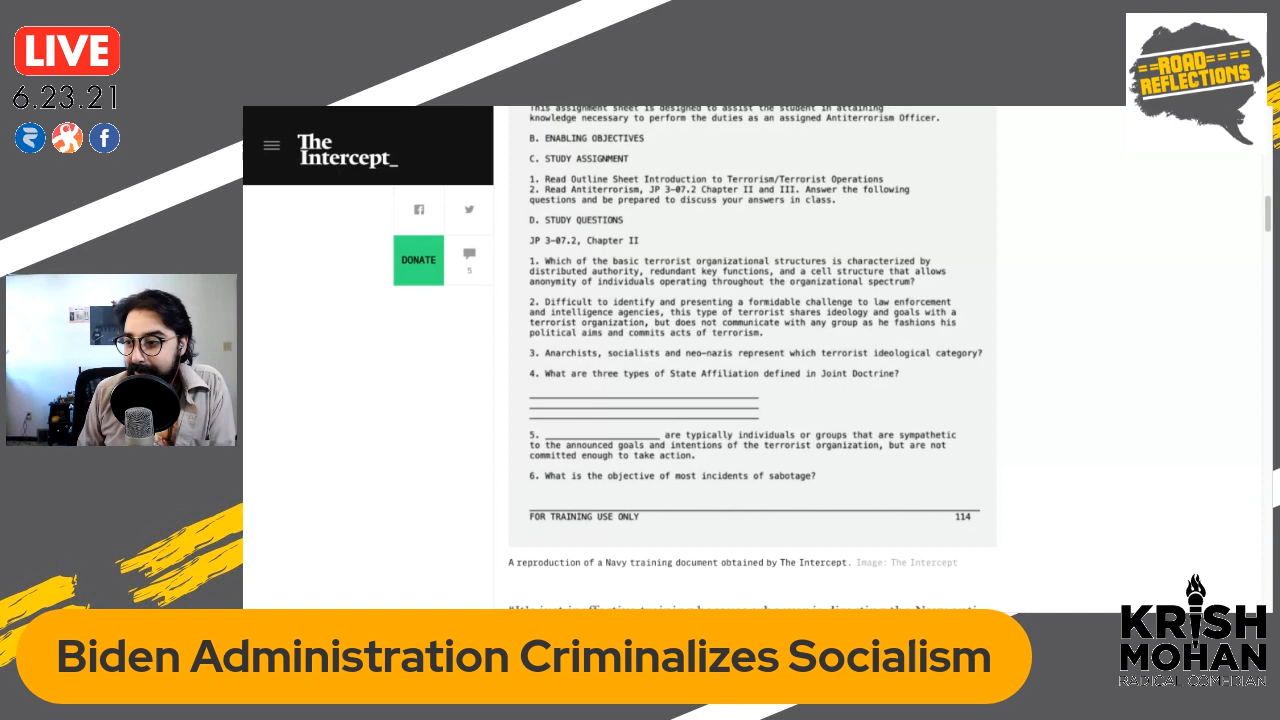 LIVE
6.23.21
==ROAD====
REFLECTIONS
The
Intercept_
DONATE
5
This assignment sheet is designed to assist the student in attaining
knowledge necessary to perform the duties as an assigned Antiterrorism Officer.
B. ENABLING OBJECTIVES
C. STUDY ASSIGNMENT
1. Read Outline Sheet Introduction to Terrorism/Terrorist Operations
2. Read Antiterrorism, JP 3-07.2 Chapter II and III. Answer the following
questions and be prepared to discuss your answers in class.
D. STUDY QUESTIONS
JP 3-07.2, Chapter II
1. Which of the basic terrorist organizational structures is characterized by
distributed authority, redundant key functions, and a cell structure that allows
anonymity of individuals operating throughout the organizational spectrum?
2. Difficult to identify and presenting a formidable challenge to law enforcement
and intelligence agencies, this type of terrorist shares ideology and goals with a
terrorist organization, but does not communicate with any group as he fashions his
political aims and commits acts of terrorism.
3. Anarchists, socialists and neo-nazis represent which terrorist ideological category?
4. What are three types of State Affiliation defined in Joint Doctrine?
5. ______________________ are typically individuals or groups that are sympathetic
to the announced goals and intentions of the terrorist organization, but are not
committed enough to take action.
6. What is the objective of most incidents of sabotage?
FOR TRAINING USE ONLY 114
A reproduction of a Navy training document obtained by The Intercept. Image: The Intercept
Biden Administration Criminalizes Socialism
KRISH
MOHAN
RADICAL COMEDIAN